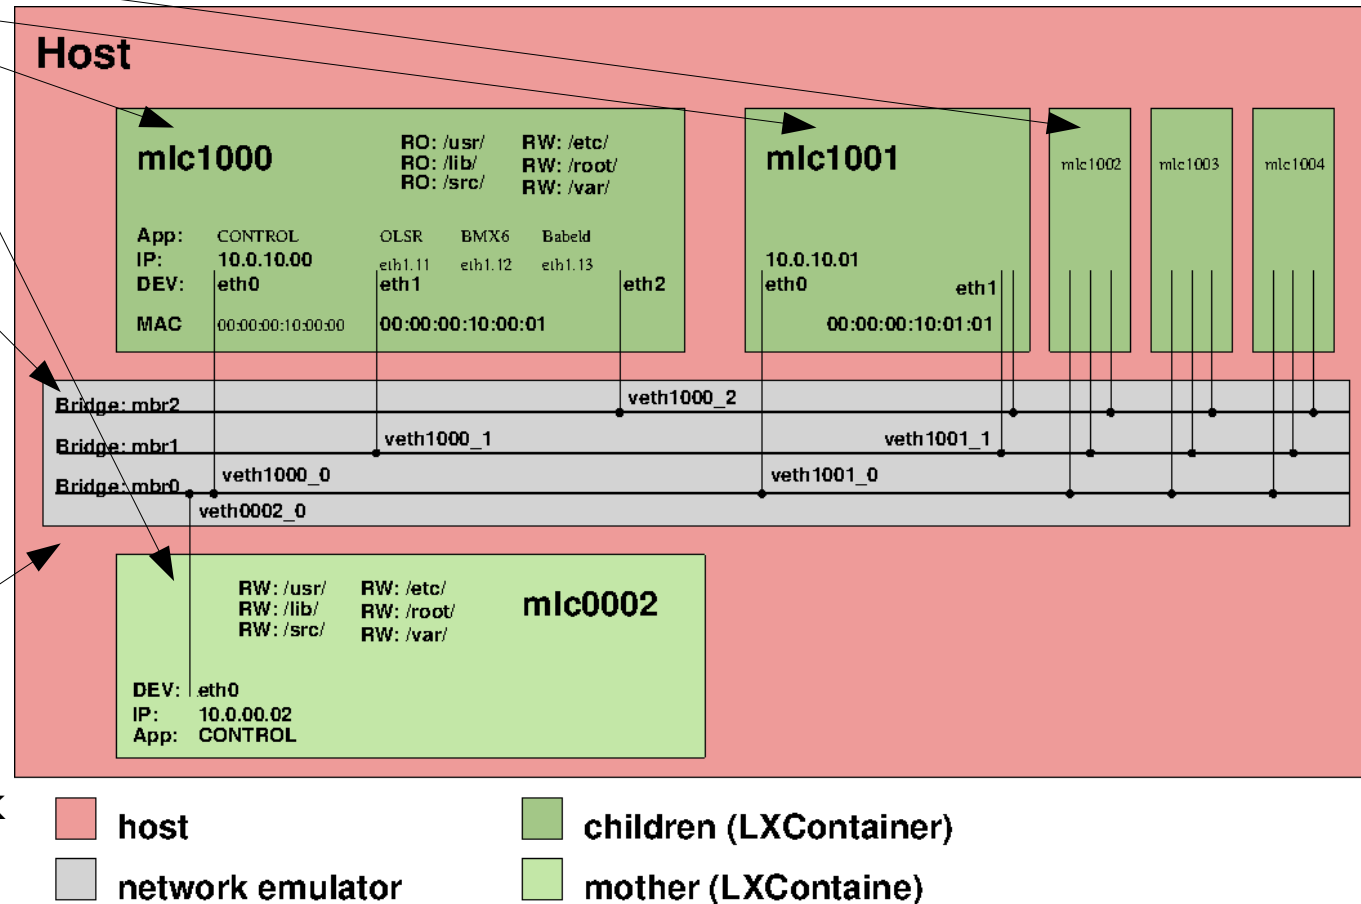 Host
mlc1000
RO: /usr/ RW: /etc/
RO: /lib/ RW: /root/
RO: /src/ RW: /var/
App: CONTROL OLSR BMX6 Babeld
IP: 10.0.10.00 eth1.11 eth1.12 eth1.13
DEV: eth0 eth1 eth2
MAC 00:00:00:10:00:00 00:00:00:10:00:01
mlc1001
10.0.10.01
eth0 eth1
00:00:00:10:01:01
mlc1002
mlc1003
mlc1004
Bridge: mbr2 veth1000_2
Bridge: mbr1 veth1000_1 veth1001_1
Bridge: mbr0 veth1000_0 veth1001_0
veth0002_0
RW: /usr/ RW: /etc/
RW: /lib/ RW: /root/
RW: /src/ RW: /var/
mlc0002
DEV: eth0
IP: 10.0.00.02
App: CONTROL
host
children (LXContainer)
network emulator
mother (LXContaine)